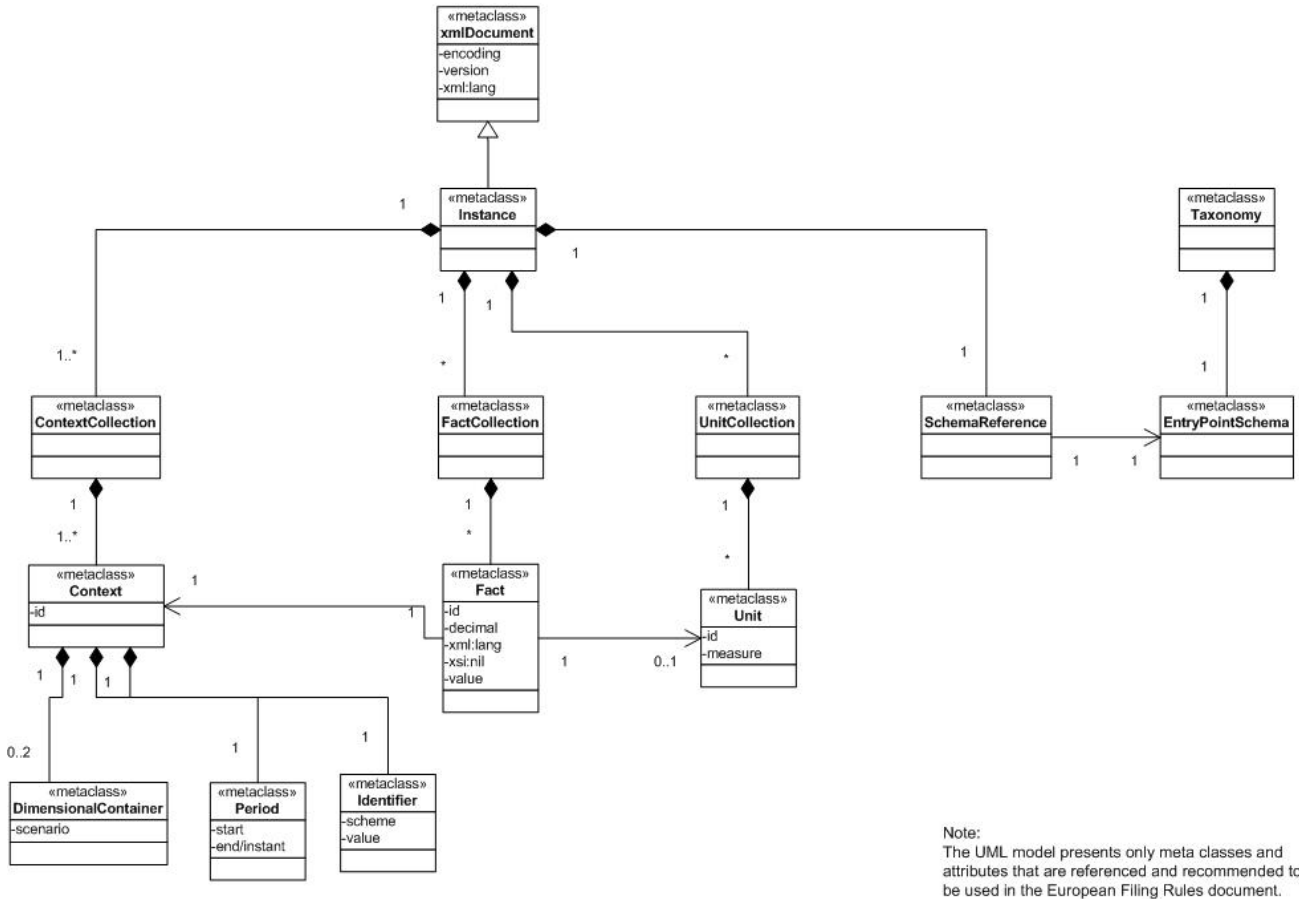 «metaclass»
xmlDocument
-encoding
-version
-xml:lang
«metaclass»
Instance
«metaclass»
Taxonomy
1
1
1
1
1
1..*
*
*
1
1
«metaclass»
ContextCollection
«metaclass»
FactCollection
«metaclass»
UnitCollection
«metaclass»
SchemaReference
«metaclass»
EntryPointSchema
1
1
1
1
1
1..*
*
*
«metaclass»
Context
-id
«metaclass»
Fact
-id
-decimal
-xml:lang
-xsi:nil
-value
«metaclass»
Unit
-id
-measure
1
1
1
0..1
1
1
1
0..2
1
1
«metaclass»
DimensionalContainer
-scenario
«metaclass»
Period
-start
-end/instant
«metaclass»
Identifier
-scheme
-value
Note:
The UML model presents only meta classes and
attributes that are referenced and recommended to
be used in the European Filing Rules document.